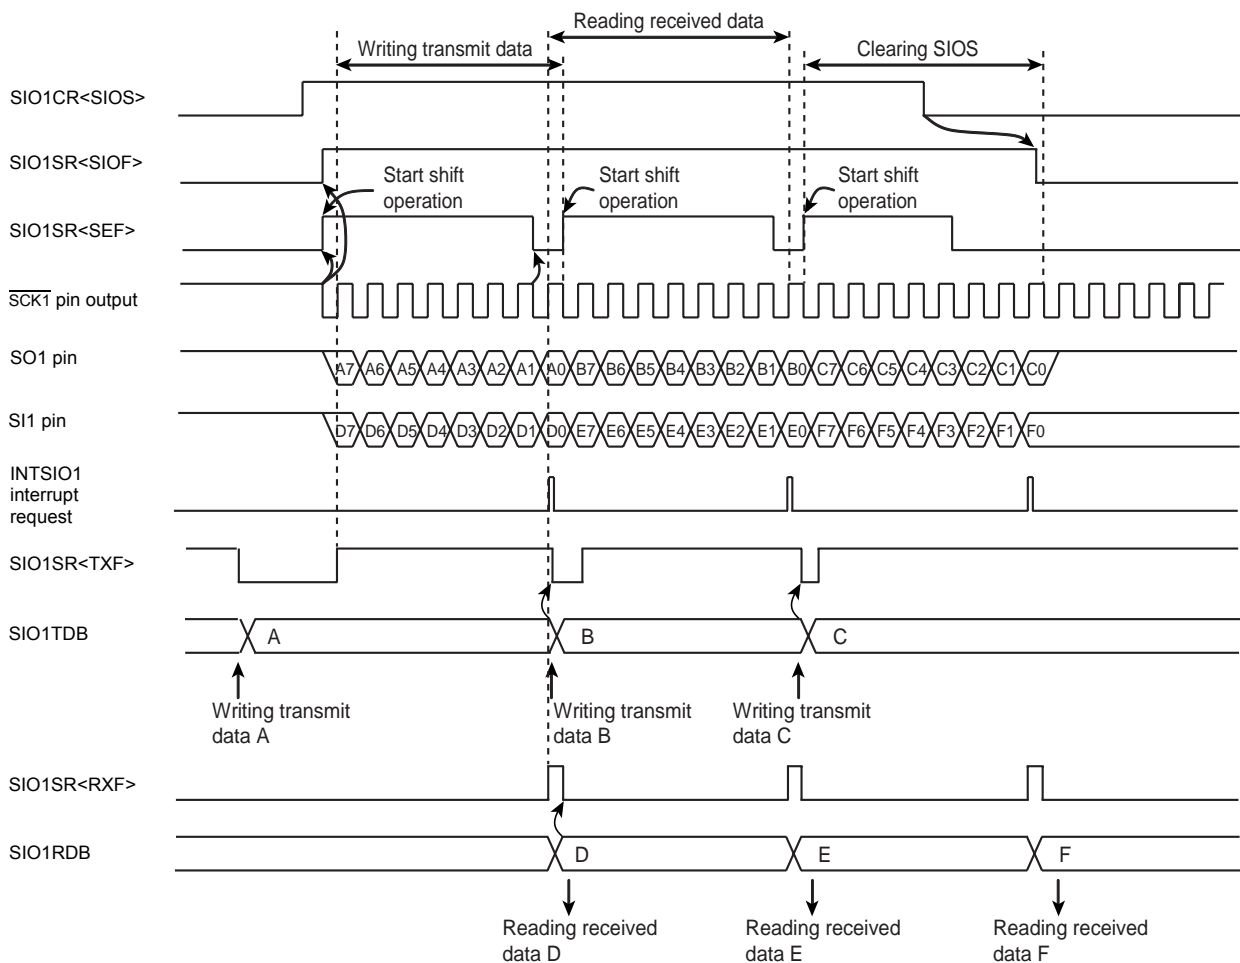 Reading received data
Writing transmit data
Clearing SIOS
SIO1CR<SIOS>
SIO1SR<SIOF>
Start shift
operation
Start shift
operation
Start shift
operation
SIO1SR<SEF>
SCK1 pin output
SO1 pin
A7 A6 A5 A4 A3 A2 A1 A0 B7 B6 B5 B4 B3 B2 B1 B0 C7 C6 C5 C4 C3 C2 C1 C0
SI1 pin
D7 D6 D5 D4 D3 D2 D1 D0 E7 E6 E5 E4 E3 E2 E1 E0 F7 F6 F5 F4 F3 F2 F1 F0
INTSIO1
interrupt
request
SIO1SR<TXF>
SIO1TDB
A
B
C
Writing transmit
data A
Writing transmit
data B
Writing transmit
data C
SIO1SR<RXF>
SIO1RDB
D
E
F
Reading received
data D
Reading received
data E
Reading received
data F